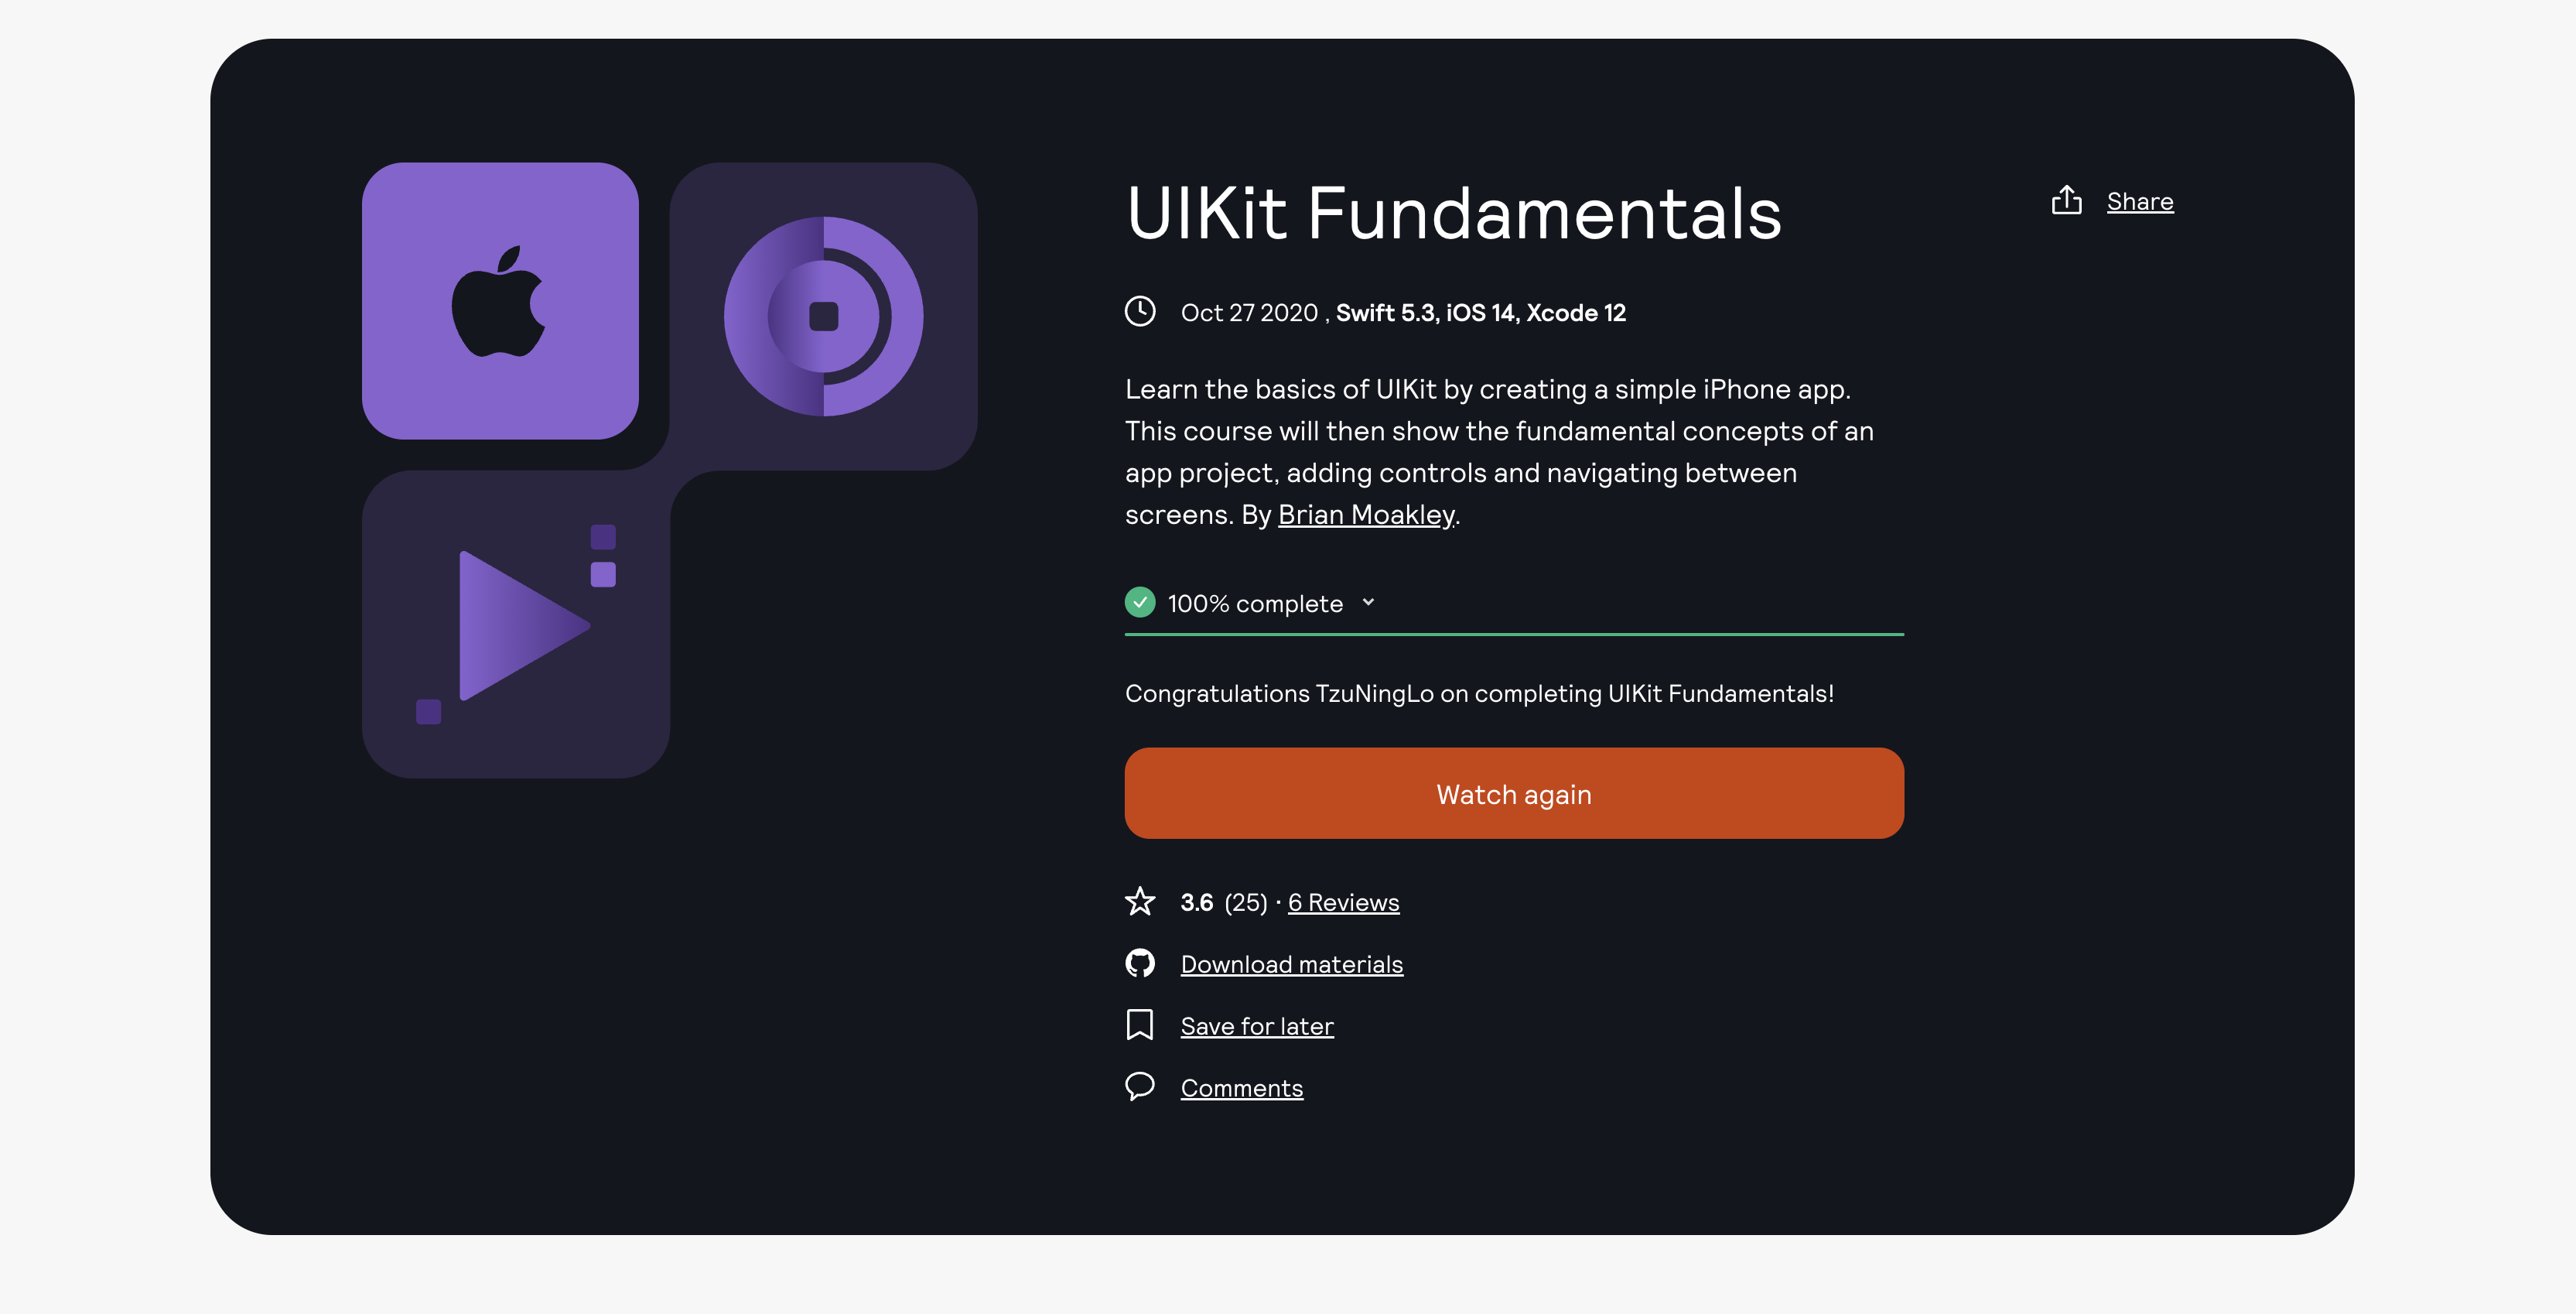 UIKit Fundamentals
Share
Oct 27 2020 , Swift 5.3, iOS 14, Xcode 12
Learn the basics of UIKit by creating a simple iPhone app.
This course will then show the fundamental concepts of an
app project, adding controls and navigating between
screens. By Brian Moakley.
100% complete
Congratulations TzuNingLo on completing UIKit Fundamentals!
Watch again
3.6 (25) · 6 Reviews
Download materials
Save for later
Comments